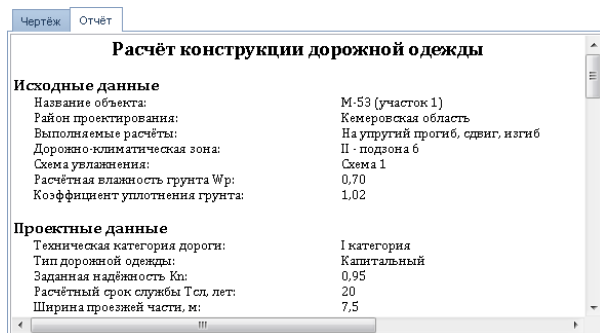 Чертёж Отчёт
Расчёт конструкции дорожной одежды
Исходные данные
Название объекта: М-53 (участок 1)
Район проектирования: Кемеровская область
Выполняемые расчёты: На упругий прогиб, сдвиг, изгиб
Дорожно-климатическая зона: II - подзона 6
Схема увлажнения: Схема 1
Расчётная влажность грунта Wp: 0,70
Коэффициент уплотнения грунта: 1,02
Проектные данные
Техническая категория дороги: I категория
Тип дорожной одежды: Капитальный
Заданная надёжность Кn: 0,95
Расчётный срок службы Тсл, лет: 20
Ширина проезжей части, м: 7,5